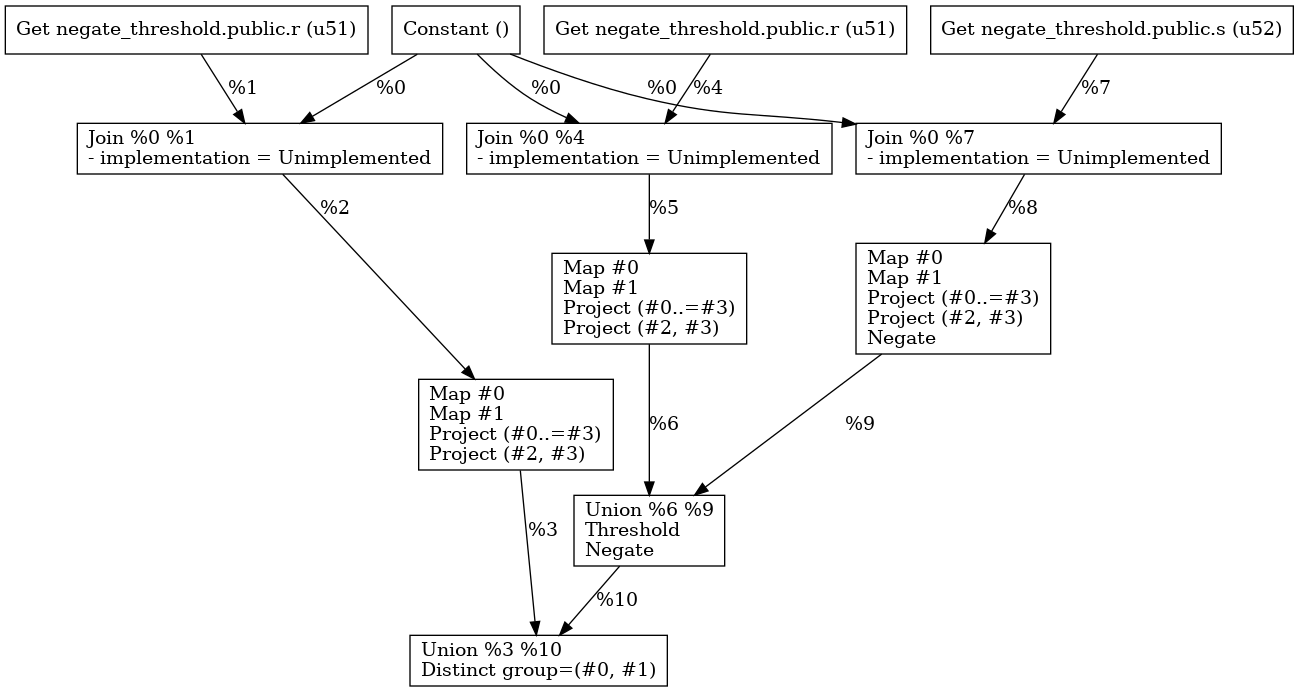 Get negate_threshold.public.r (u51)
Constant ()
Get negate_threshold.public.r (u51)
Get negate_threshold.public.s (u52)
%1
%0
%0
%4
%0
%7
Join %0 %1
- implementation = Unimplemented
Join %0 %4
- implementation = Unimplemented
Join %0 %7
- implementation = Unimplemented
%2
%5
%8
Map #0
Map #1
Project (#0..=#3)
Project (#2, #3)
Map #0
Map #1
Project (#0..=#3)
Project (#2, #3)
Negate
Map #0
Map #1
Project (#0..=#3)
Project (#2, #3)
%6
%9
Union %6 %9
Threshold
Negate
%3
%10
Union %3 %10
Distinct group=(#0, #1)